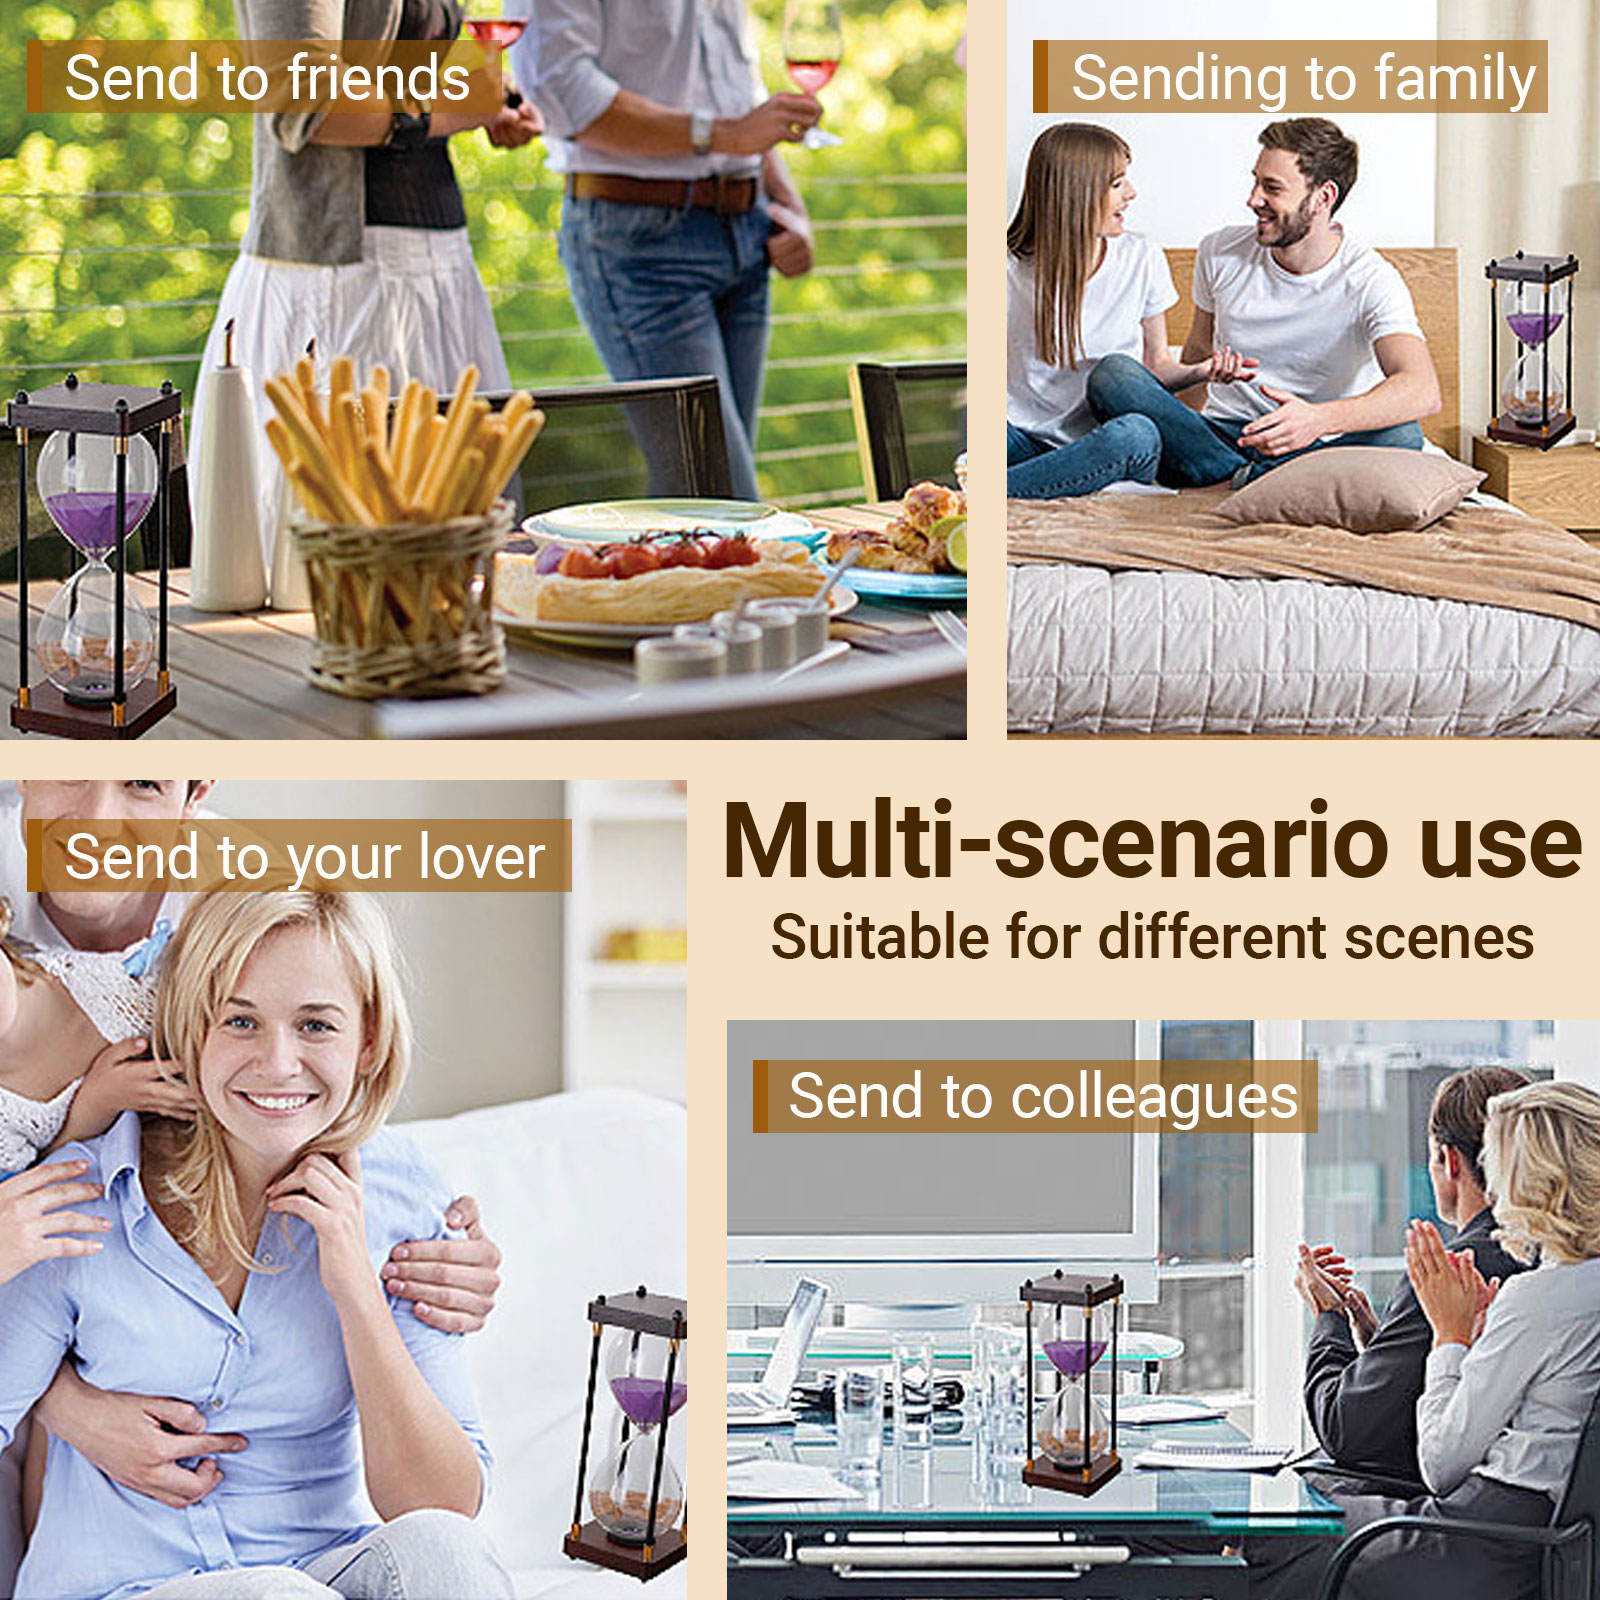 Send to friends
Sending to family
Send to your lover
Multi-scenario use
Suitable for different scenes
Send to colleagues